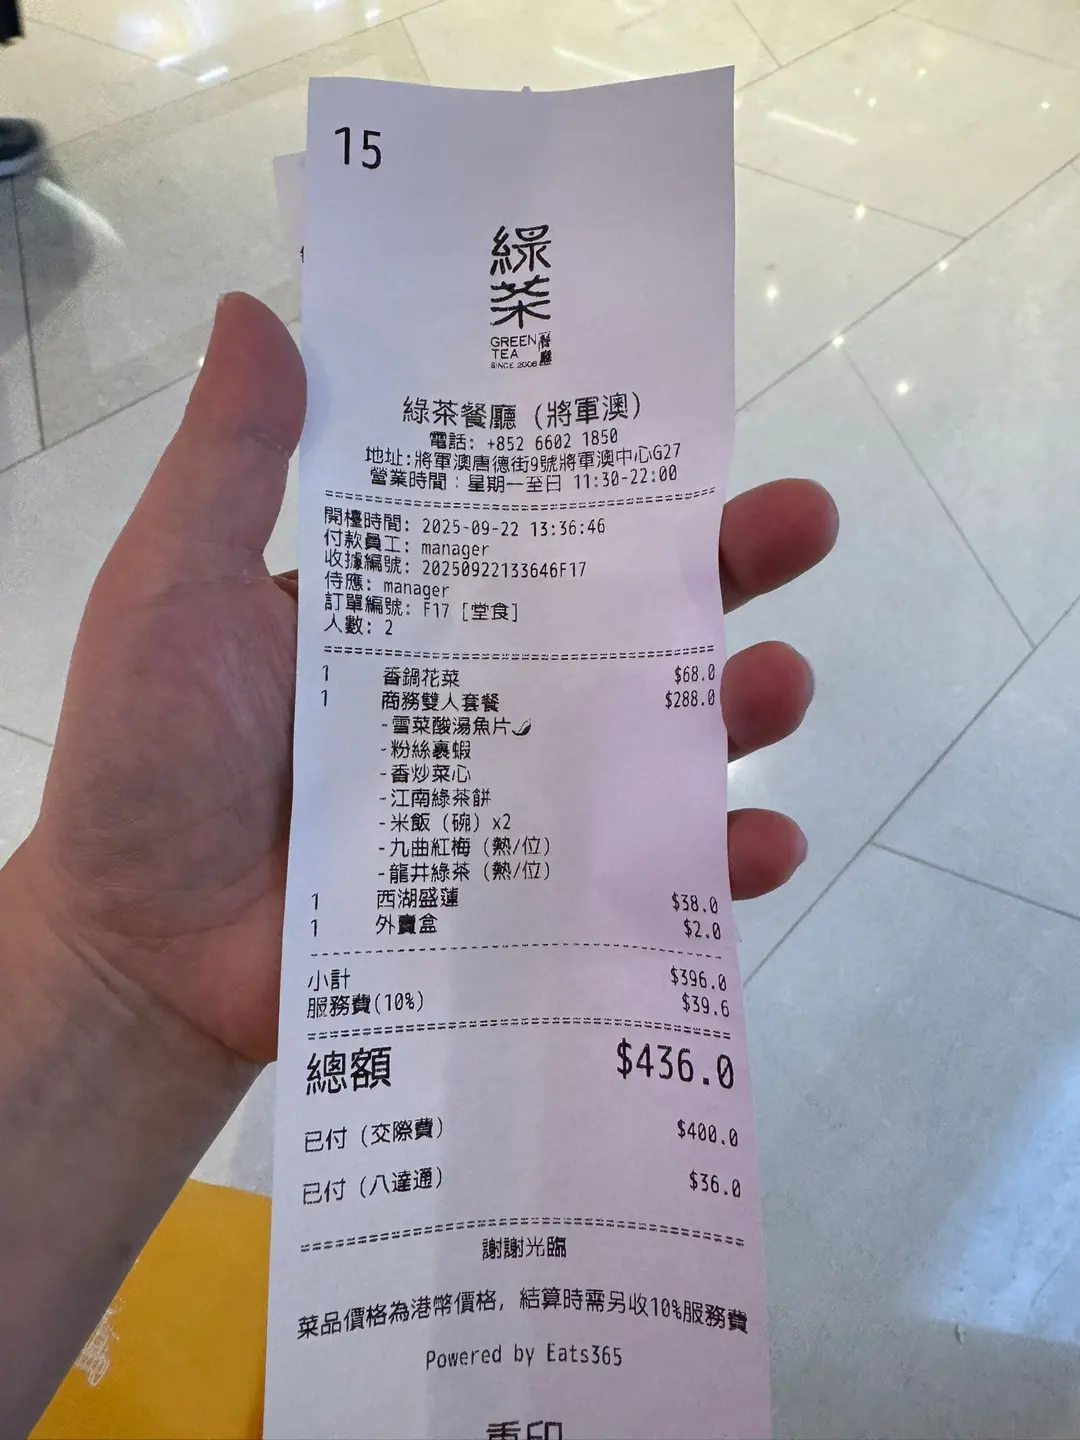 15
綠茶
GREEN TEA 餐廳
SINCE 2008
綠茶餐廳 (將軍澳)
電話: +852 6602 1850
地址:將軍澳唐德街9號將軍澳中心G27
營業時間:星期一至日 11:30-22:00
開檯時間: 2025-09-22 13:36:46
付款員工: manager
收據編號: 20250922133646F17
侍應: manager
訂單編號: F17 [堂食]
人數: 2
1 香鍋花菜 $68.0
1 商務雙人套餐 $288.0
-雪菜酸湯魚片🌶
-粉絲裹蝦
-香炒菜心
-江南綠茶餅
-米飯 (碗) x2
-九曲紅梅 (熱/位)
-龍井綠茶 (熱/位)
1 西湖盛蓮 $38.0
1 外賣盒 $2.0
小計 $396.0
服務費(10%) $39.6
總額 $436.0
已付 (交際費) $400.0
已付 (八達通) $36.0
謝謝光臨
菜品價格為港幣價格, 結算時需另收10%服務費
Powered by Eats365
重印